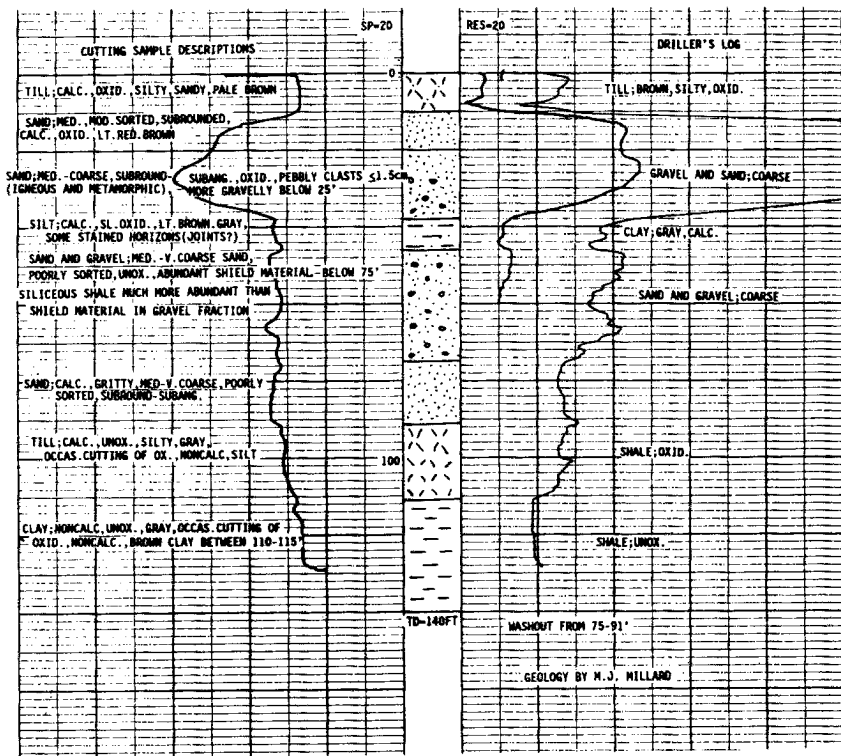 SP=20
RES=20
CUTTING SAMPLE DESCRIPTIONS
DRILLER'S LOG
0
TILL;CALC.,OXID.,SILTY,SANDY,PALE BROWN
TILL;BROWN,SILTY,OXID.
SAND;MED.,MOD.SORTED,SUBROUNDED,
CALC.,OXID.,LT.RED.BROWN
SAND;MED.-COARSE,SUBROUND-SUBANG.,OXID.,PEBBLY CLASTS ≤1.5cm
(IGNEOUS AND METAMORPHIC), MORE GRAVELLY BELOW 25'
GRAVEL AND SAND;COARSE
SILT;CALC.,SL.OXID.,LT.BROWN.GRAY,
SOME STAINED HORIZONS(JOINTS?)
CLAY;GRAY,CALC.
SAND AND GRAVEL;MED.-V.COARSE SAND,
POORLY SORTED,UNOX.,ABUNDANT SHIELD MATERIAL-BELOW 75'
SILICEOUS SHALE MUCH MORE ABUNDANT THAN
SHIELD MATERIAL IN GRAVEL FRACTION
SAND AND GRAVEL;COARSE
SAND;CALC.,GRITTY,MED-V.COARSE,POORLY
SORTED,SUBROUND-SUBANG.
TILL;CALC.,UNOX.,SILTY,GRAY,
OCCAS.CUTTING OF OX.,NONCALC,SILT
100
SHALE;OXID.
CLAY;NONCALC,UNOX.,GRAY,OCCAS.CUTTING OF
OXID.,NONCALC.,BROWN CLAY BETWEEN 110-115'
SHALE;UNOX.
TD=140FT
WASHOUT FROM 75-91'
GEOLOGY BY M.J. MILLARD